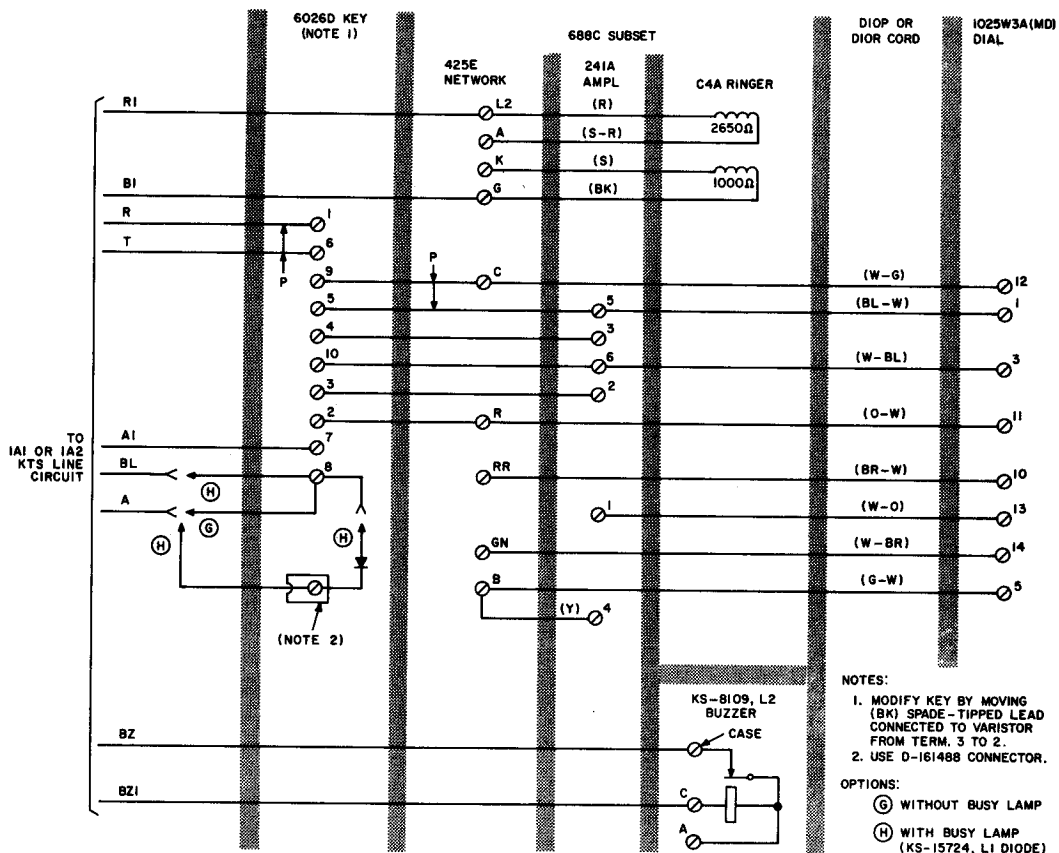 6026D KEY
(NOTE 1)
688C SUBSET
D10P OR
D10R CORD
1025W3A(MD)
DIAL
425E
NETWORK
241A
AMPL
C4A RINGER
R1
L2
(R)
2650Ω
A
(S-R)
K
(S)
1000Ω
B1
G
(BK)
R
1
T
6
P
9
P
C
(W-G)
12
5
5
(BL-W)
1
4
3
10
6
(W-BL)
3
3
2
2
R
(O-W)
11
TO
1A1 OR 1A2
KTS LINE
CIRCUIT
A1
7
BL
8
H
RR
(BR-W)
10
A
G
H
H
1
(W-O)
13
GN
(W-BR)
14
B
(G-W)
5
(Y)
4
(NOTE 2)
KS-8109, L2
BUZZER
CASE
BZ
BZ1
C
A
NOTES:
1. MODIFY KEY BY MOVING
(BK) SPADE-TIPPED LEAD
CONNECTED TO VARISTOR
FROM TERM. 3 TO 2.
2. USE D-161488 CONNECTOR.
OPTIONS:
G WITHOUT BUSY LAMP
H WITH BUSY LAMP
(KS-15724, L1 DIODE)